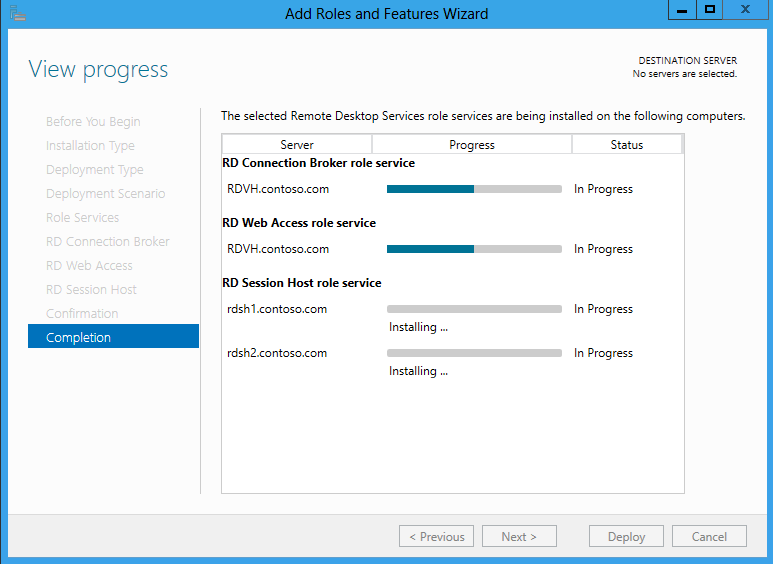 Add Roles and Features Wizard
View progress
DESTINATION SERVER
No servers are selected.
Before You Begin
Installation Type
Deployment Type
Deployment Scenario
Role Services
RD Connection Broker
RD Web Access
RD Session Host
Confirmation
Completion
The selected Remote Desktop Services role services are being installed on the following computers.
Server Progress Status
RD Connection Broker role service
RDVH.contoso.com In Progress
RD Web Access role service
RDVH.contoso.com In Progress
RD Session Host role service
rdsh1.contoso.com In Progress
Installing ...
rdsh2.contoso.com In Progress
Installing ...
< Previous Next > Deploy Cancel